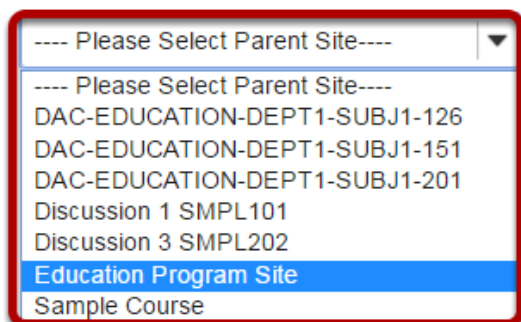 ---- Please Select Parent Site----
---- Please Select Parent Site----
DAC-EDUCATION-DEPT1-SUBJ1-126
DAC-EDUCATION-DEPT1-SUBJ1-151
DAC-EDUCATION-DEPT1-SUBJ1-201
Discussion 1 SMPL101
Discussion 3 SMPL202
Education Program Site
Sample Course